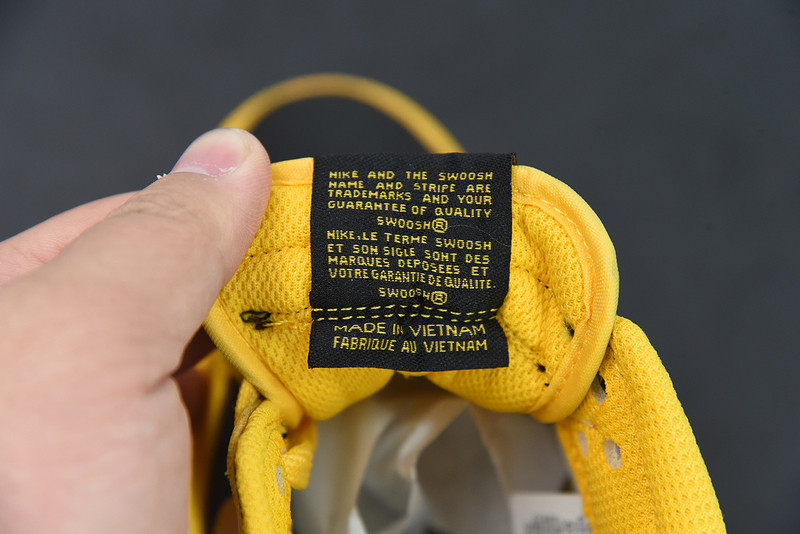 NIKE AND THE SWOOSH
NAME AND STRIPE ARE
TRADEMARKS AND YOUR
GUARANTEE OF QUALITY
SWOOSH®
NIKE.LE TERME SWOOSH
ET SON SIGLE SONT DES
MARQUES DEPOSEES ET
VOTRE GARANTIE DE QUALITE.
SWOOSH®
MADE IN VIETNAM
FABRIQUE AU VIETNAM